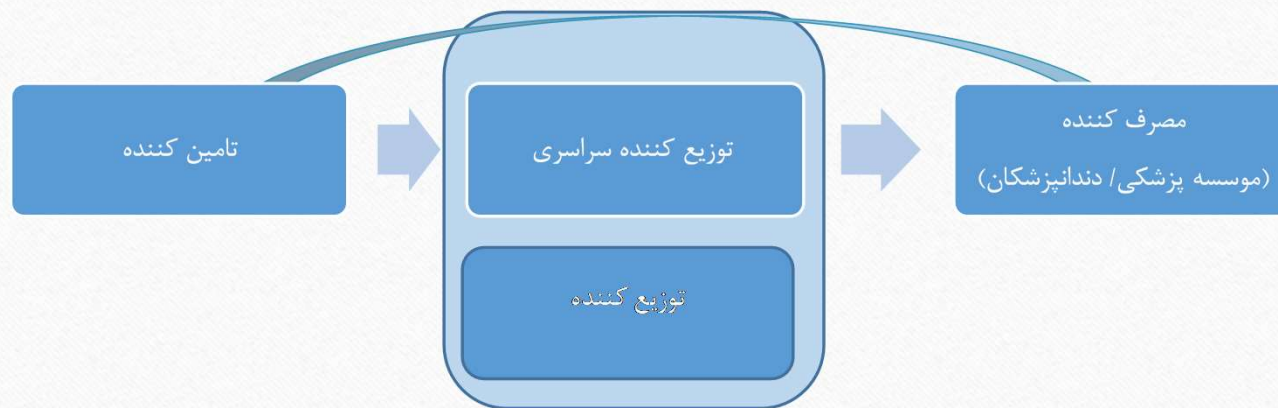 تامین کننده
توزیع کننده سراسری
توزیع کننده
مصرف کننده
(موسسه پزشکی/ دندانپزشکان)